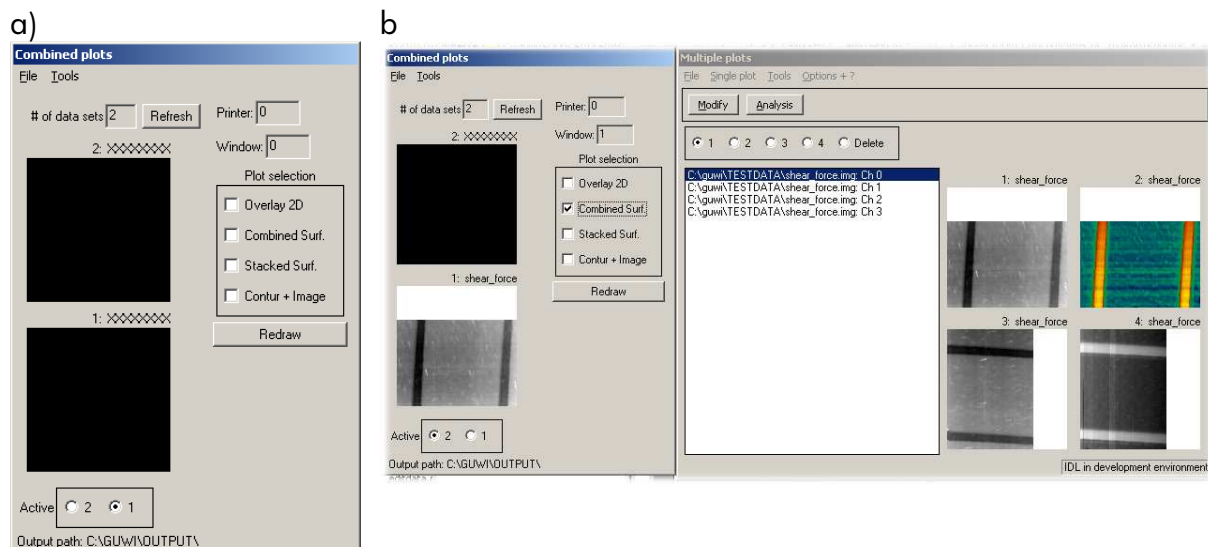 a)
Combined plots
File Tools
# of data sets 2 Refresh
Printer: 0
2: XXXXXXXX
Window: 0
Plot selection
Overlay 2D
Combined Surf.
Stacked Surf.
Contur + Image
1: XXXXXXXX
Redraw
Active 2 1
Output path: C:\GUWI\OUTPUT\
b
Combined plots
File Tools
# of data sets 2 Refresh
Printer: 0
2: XXXXXXXX
Window: 1
Plot selection
Overlay 2D
Combined Surf.
Stacked Surf.
Contur + Image
1: shear_force
Redraw
Active 2 1
Output path: C:\GUWI\OUTPUT\
Multiple plots
File Single plot Tools Options + ?
Modify Analysis
1 2 3 4 Delete
C:\guwi\TESTDATA\shear_force.img: Ch 0
C:\guwi\TESTDATA\shear_force.img: Ch 1
C:\guwi\TESTDATA\shear_force.img: Ch 2
C:\guwi\TESTDATA\shear_force.img: Ch 3
1: shear_force 2: shear_force
3: shear_force 4: shear_force
IDL in development environment